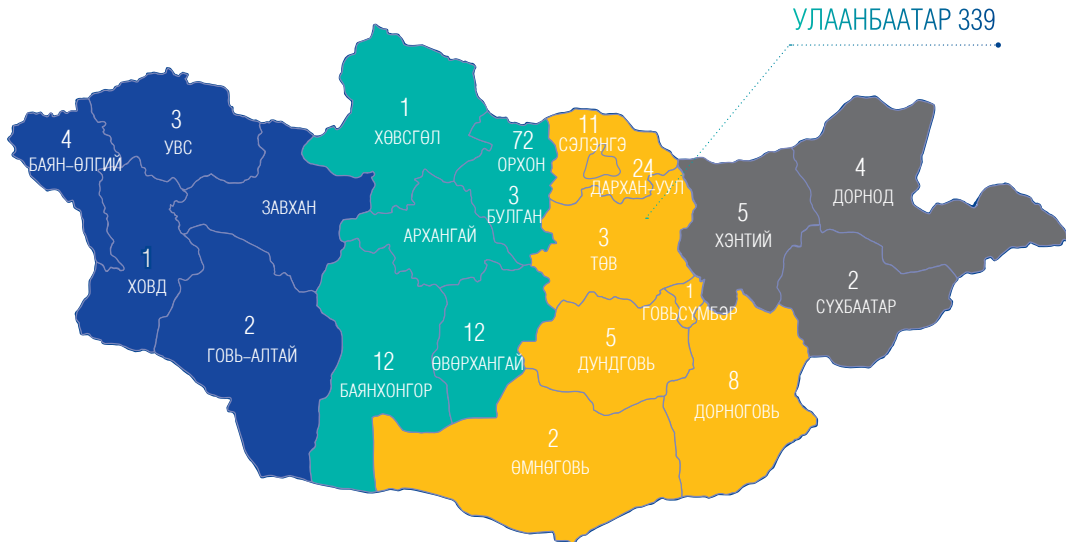 УЛААНБААТАР 339
4
БАЯН-ӨЛГИЙ
3
УВС
ЗАВХАН
1
ХОВД
2
ГОВЬ-АЛТАЙ
1
ХӨВСГӨЛ
72
ОРХОН
3
БУЛГАН
АРХАНГАЙ
12
БАЯНХОНГОР
12
ӨВӨРХАНГАЙ
11
СЭЛЭНГЭ
24
ДАРХАН-УУЛ
3
ТӨВ
1
ГОВЬСҮМБЭР
5
ДУНДГОВЬ
8
ДОРНОГОВЬ
2
ӨМНӨГОВЬ
5
ХЭНТИЙ
4
ДОРНОД
2
СҮХБААТАР